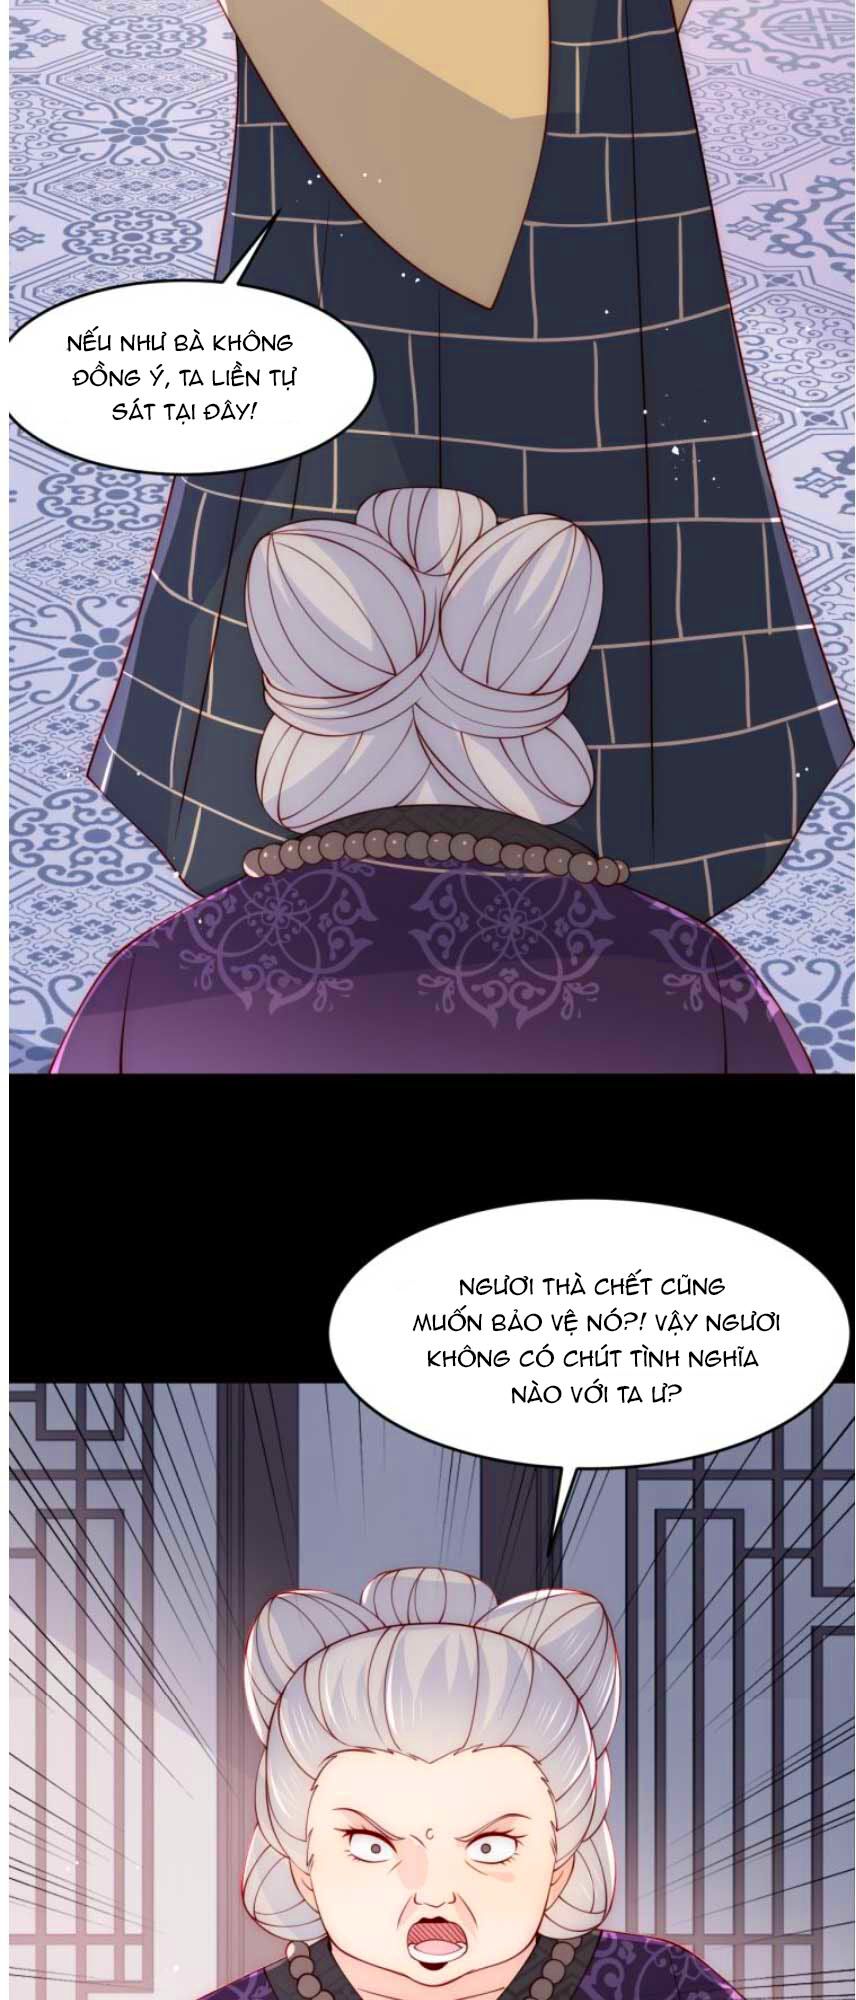 NẾU NHƯ BÀ KHÔNG
ĐỒNG Ý, TA LIỀN TỰ
SÁT TẠI ĐÂY!
NGƯƠI THÀ CHẾT CŨNG
MUỐN BẢO VỆ NÓ?! VẬY NGƯƠI
KHÔNG CÓ CHÚT TÌNH NGHĨA
NÀO VỚI TA Ư?